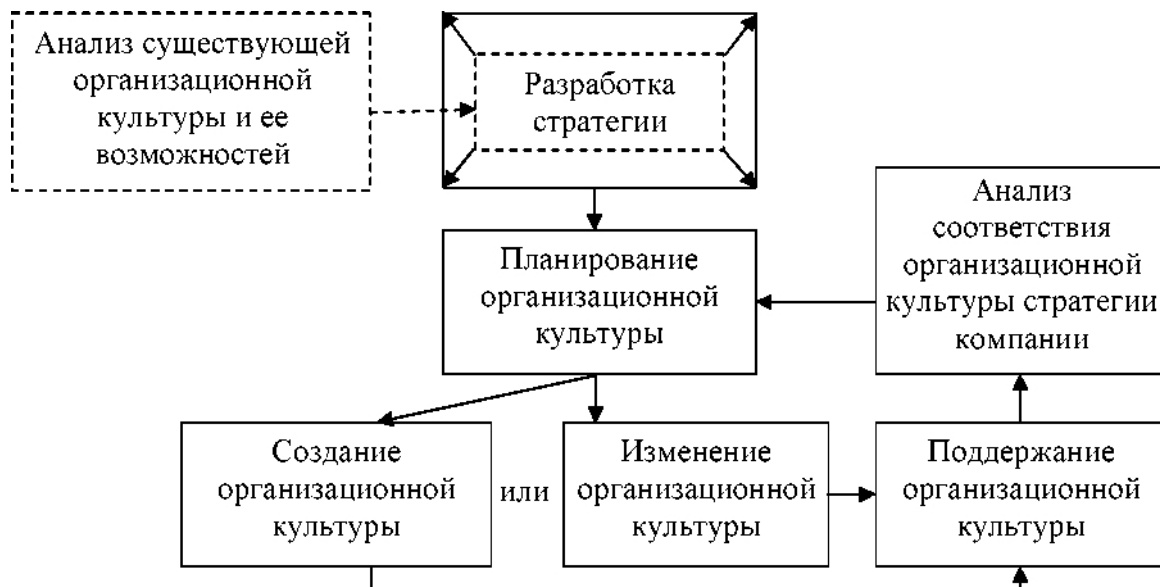 Анализ существующей
организационной
культуры и ее
возможностей
Разработка
стратегии
Планирование
организационной
культуры
Анализ
соответствия
организационной
культуры стратегии
компании
Создание
организационной
культуры
или
Изменение
организационной
культуры
Поддержание
организационной
культуры